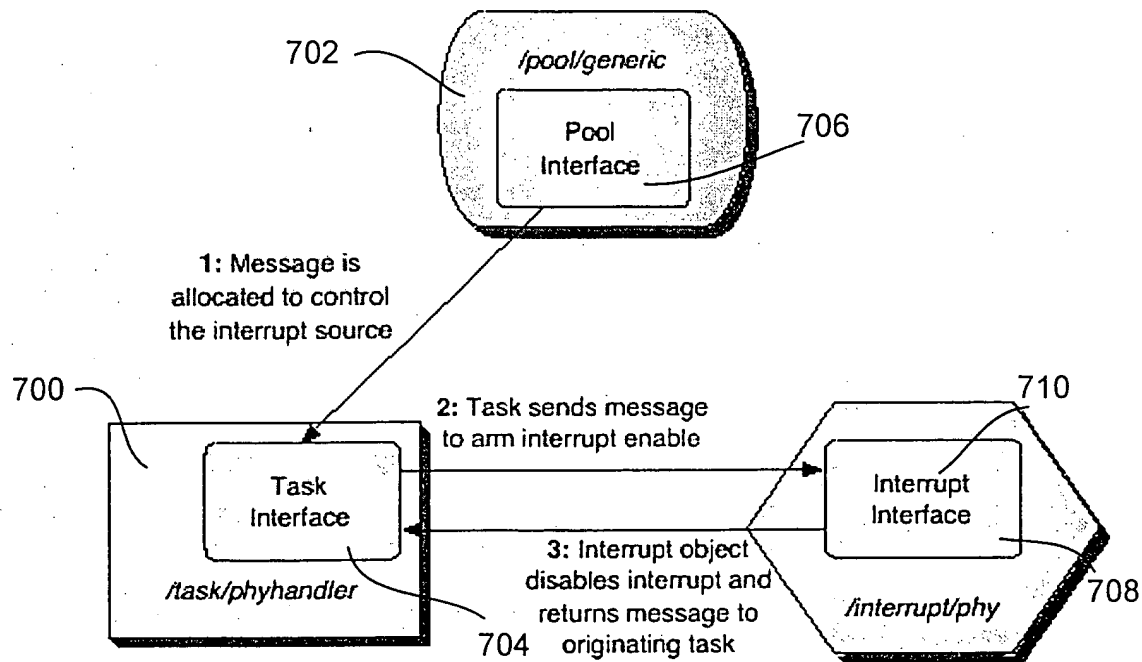 702
/pool/generic
Pool
Interface
706
1: Message is
allocated to control
the interrupt source
700
710
2: Task sends message
to arm interrupt enable
Task
Interface
Interrupt
Interface
3: Interrupt object
disables interrupt and
returns message to
originating task
/task/phyhandler
704
/interrupt/phy
708